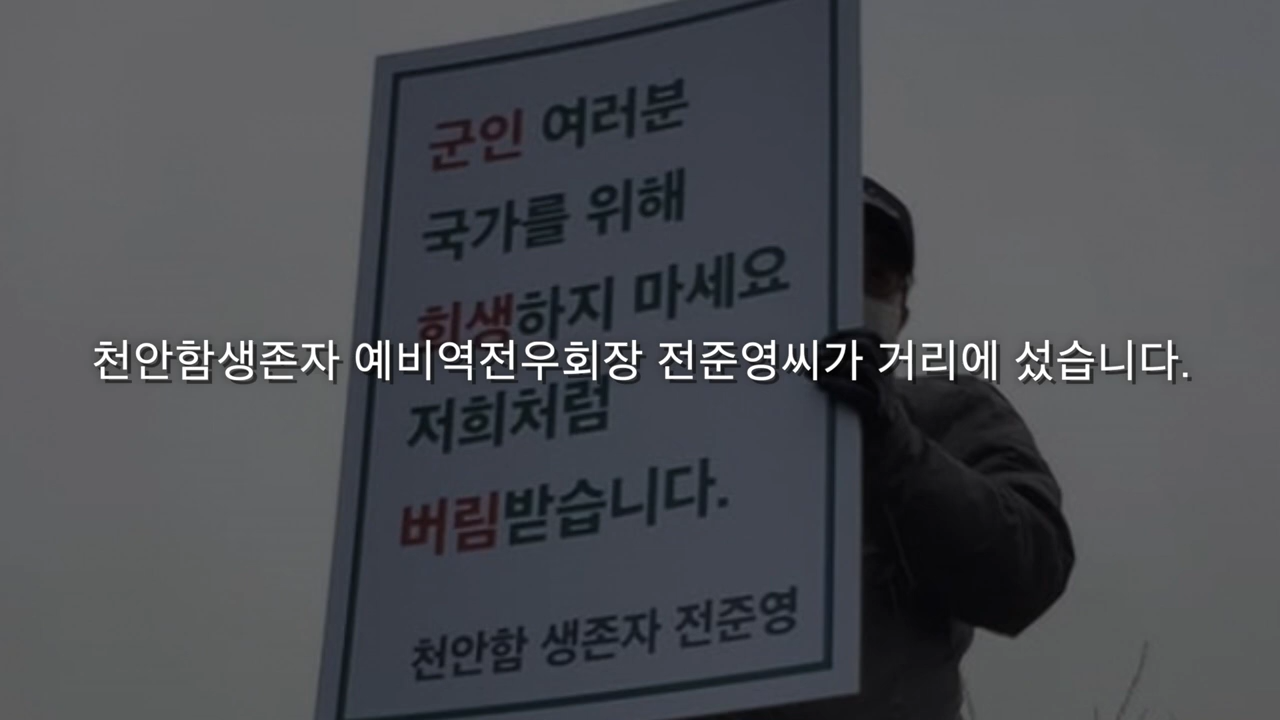 군인 여러분
국가를 위해
희생하지 마세요
천안함생존자 예비역전우회장 전준영씨가 거리에 섰습니다.
저희처럼
버림받습니다.
천안함 생존자 전준영